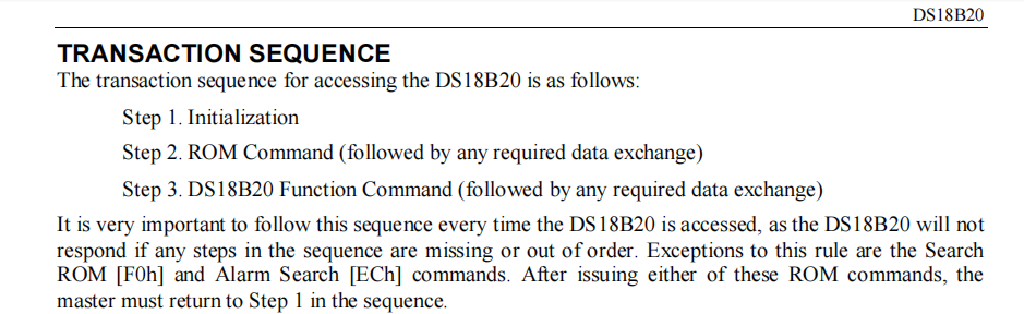 DS18B20
TRANSACTION SEQUENCE
The transaction sequence for accessing the DS18B20 is as follows:
Step 1. Initialization
Step 2. ROM Command (followed by any required data exchange)
Step 3. DS18B20 Function Command (followed by any required data exchange)
It is very important to follow this sequence every time the DS18B20 is accessed, as the DS18B20 will not
respond if any steps in the sequence are missing or out of order. Exceptions to this rule are the Search
ROM [F0h] and Alarm Search [ECh] commands. After issuing either of these ROM commands, the
master must return to Step 1 in the sequence.